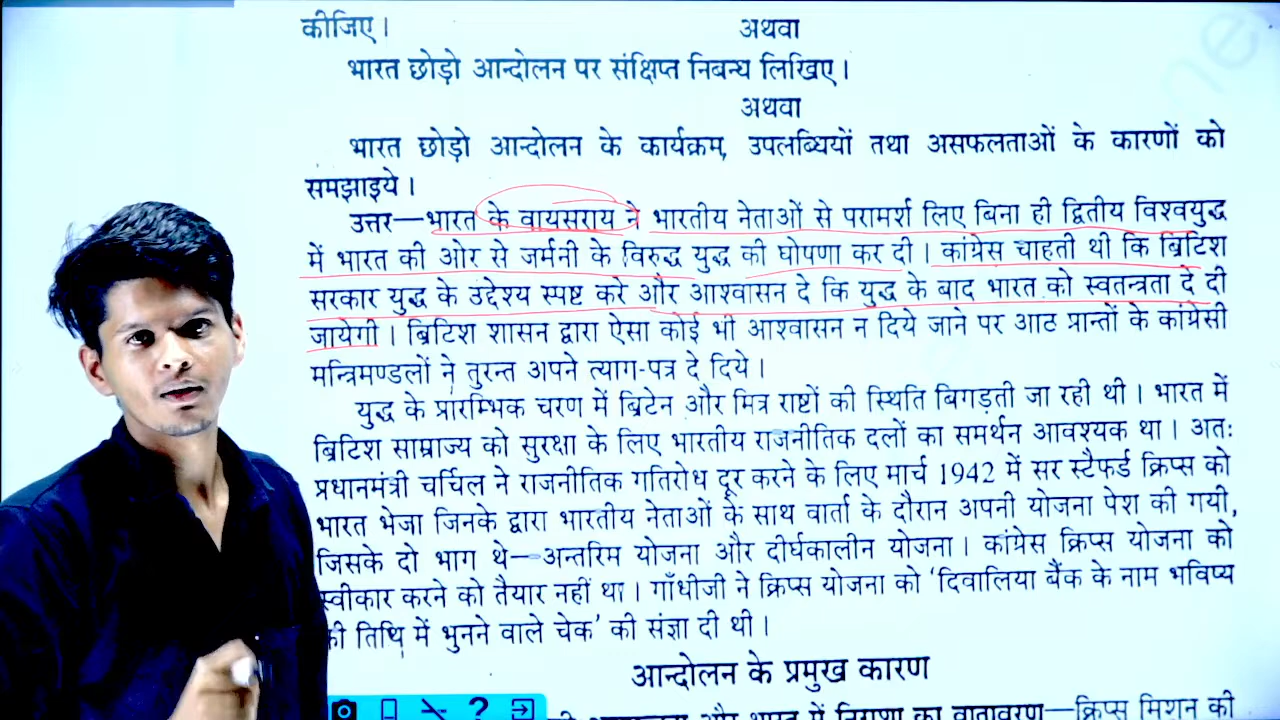 कीजिए।
अथवा
भारत छोड़ो आन्दोलन पर संक्षिप्त निबन्ध लिखिए।
अथवा
भारत छोड़ो आन्दोलन के कार्यक्रम, उपलब्धियों तथा असफलताओं के कारणों को
समझाइये।
उत्तर—भारत के वायसराय ने भारतीय नेताओं से परामर्श लिए बिना ही द्वितीय विश्वयुद्ध
में भारत की ओर से जर्मनी के विरुद्ध युद्ध की घोषणा कर दी। कांग्रेस चाहती थी कि ब्रिटिश
सरकार युद्ध के उद्देश्य स्पष्ट करे और आश्वासन दे कि युद्ध के बाद भारत को स्वतन्त्रता दे दी
जायेगी। ब्रिटिश शासन द्वारा ऐसा कोई भी आश्वासन न दिये जाने पर आठ प्रान्तों के कांग्रेसी
मन्त्रिमण्डलों ने तुरन्त अपने त्याग-पत्र दे दिये।
युद्ध के प्रारम्भिक चरण में ब्रिटेन और मित्र राष्टों की स्थिति बिगड़ती जा रही थी। भारत में
ब्रिटिश साम्राज्य को सुरक्षा के लिए भारतीय राजनीतिक दलों का समर्थन आवश्यक था। अतः
प्रधानमंत्री चर्चिल ने राजनीतिक गतिरोध दूर करने के लिए मार्च 1942 में सर स्टैफर्ड क्रिप्स को
भारत भेजा जिनके द्वारा भारतीय नेताओं के साथ वार्ता के दौरान अपनी योजना पेश की गयी,
जिसके दो भाग थे—अन्तरिम योजना और दीर्घकालीन योजना। कांग्रेस क्रिप्स योजना को
स्वीकार करने को तैयार नहीं था। गाँधीजी ने क्रिप्स योजना को 'दिवालिया बैंक के नाम भविष्य
की तिथि में भुनने वाले चेक' की संज्ञा दी थी।
आन्दोलन के प्रमुख कारण
और भारत में निराशा का वातावरण—क्रिप्स मिशन की